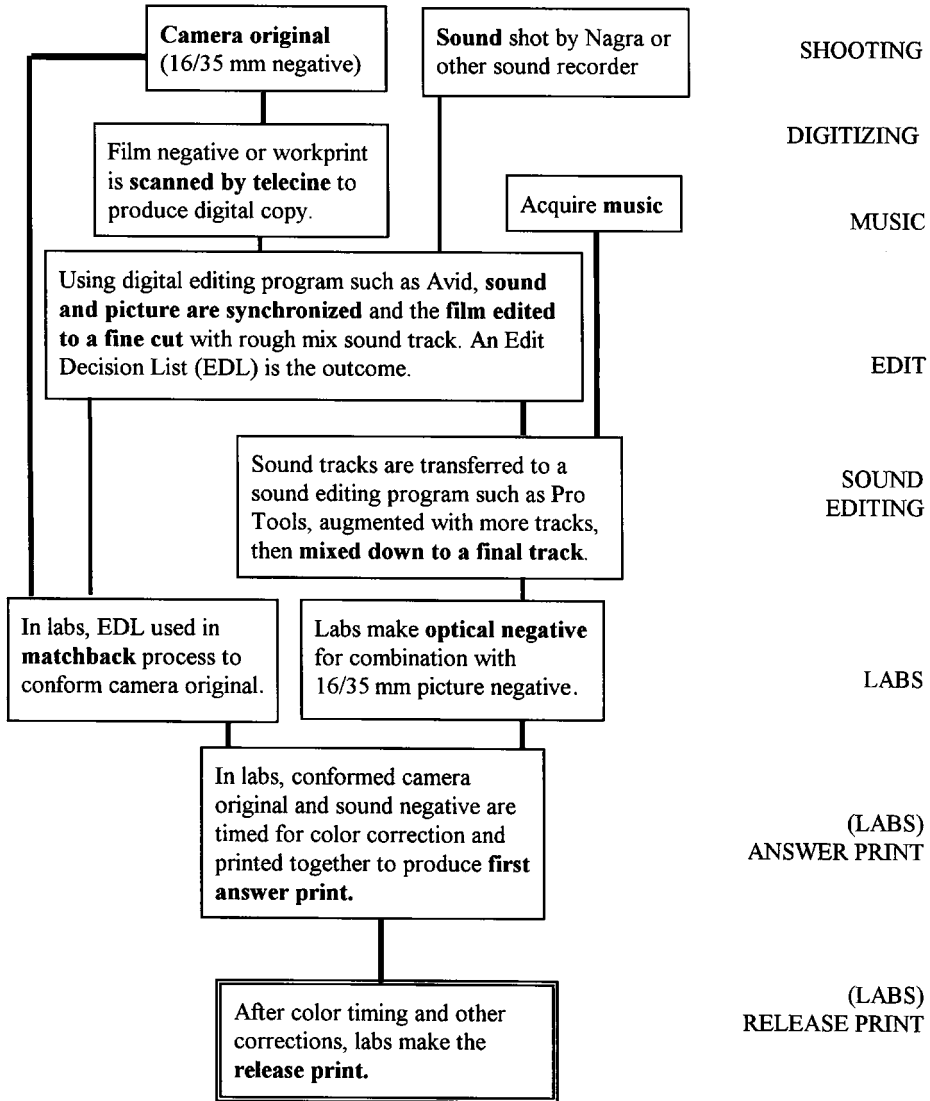 Camera original
(16/35 mm negative)
Sound shot by Nagra or
other sound recorder
SHOOTING
DIGITIZING
Film negative or workprint
is scanned by telecine to
produce digital copy.
Acquire music
MUSIC
Using digital editing program such as Avid, sound
and picture are synchronized and the film edited
to a fine cut with rough mix sound track. An Edit
Decision List (EDL) is the outcome.
EDIT
Sound tracks are transferred to a
sound editing program such as Pro
Tools, augmented with more tracks,
then mixed down to a final track.
SOUND
EDITING
In labs, EDL used in
matchback process to
conform camera original.
Labs make optical negative
for combination with
16/35 mm picture negative.
LABS
In labs, conformed camera
original and sound negative are
timed for color correction and
printed together to produce first
answer print.
(LABS)
ANSWER PRINT
After color timing and other
corrections, labs make the
release print.
(LABS)
RELEASE PRINT